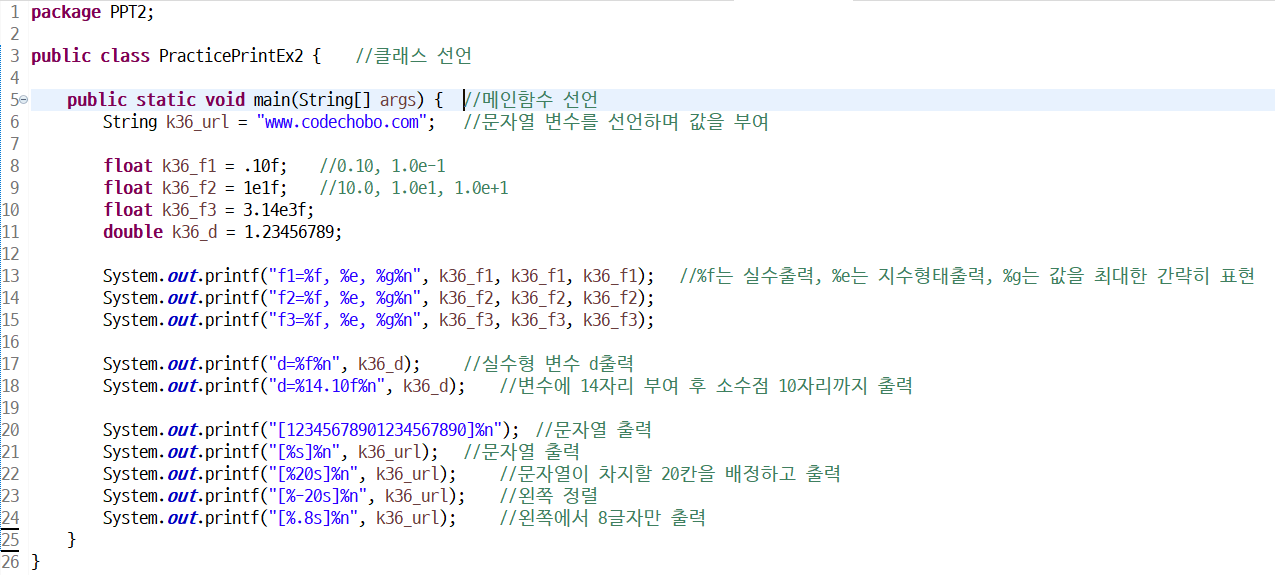 1 package PPT2;
2
3 public class PracticePrintEx2 {    //클래스 선언
4
5     public static void main(String[] args) {  //메인함수 선언
6         String k36_url = "www.codechobo.com";   //문자열 변수를 선언하며 값을 부여
7
8         float k36_f1 = .10f;    //0.10, 1.0e-1
9         float k36_f2 = 1e1f;    //10.0, 1.0e1, 1.0e+1
10         float k36_f3 = 3.14e3f;
11         double k36_d = 1.23456789;
12
13         System.out.printf("f1=%f, %e, %g%n", k36_f1, k36_f1, k36_f1);   //%f는 실수출력, %e는 지수형태출력, %g는 값을 최대한 간략히 표현
14         System.out.printf("f2=%f, %e, %g%n", k36_f2, k36_f2, k36_f2);
15         System.out.printf("f3=%f, %e, %g%n", k36_f3, k36_f3, k36_f3);
16
17         System.out.printf("d=%f%n", k36_d);     //실수형 변수 d출력
18         System.out.printf("d=%14.10f%n", k36_d);    //변수에 14자리 부여 후 소수점 10자리까지 출력
19
20         System.out.printf("[12345678901234567890]%n");  //문자열 출력
21         System.out.printf("[%s]%n", k36_url);   //문자열 출력
22         System.out.printf("[%20s]%n", k36_url);     //문자열이 차지할 20칸을 배정하고 출력
23         System.out.printf("[%-20s]%n", k36_url);    //왼쪽 정렬
24         System.out.printf("[%.8s]%n", k36_url);     //왼쪽에서 8글자만 출력
25     }
26 }